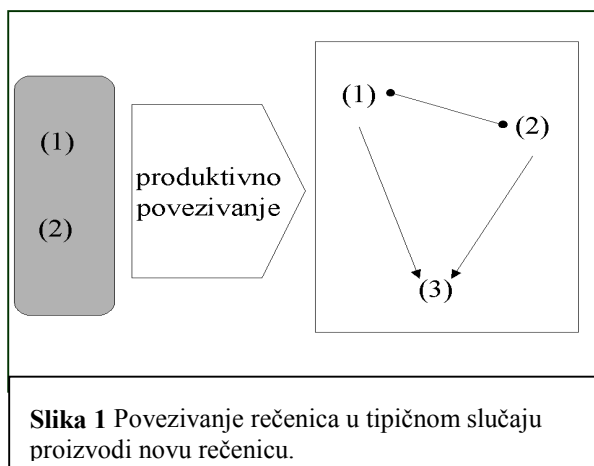 (1)
(2)
produktivno
povezivanje
(1)
(2)
(3)
Slika 1 Povezivanje rečenica u tipičnom slučaju
proizvodi novu rečenicu.